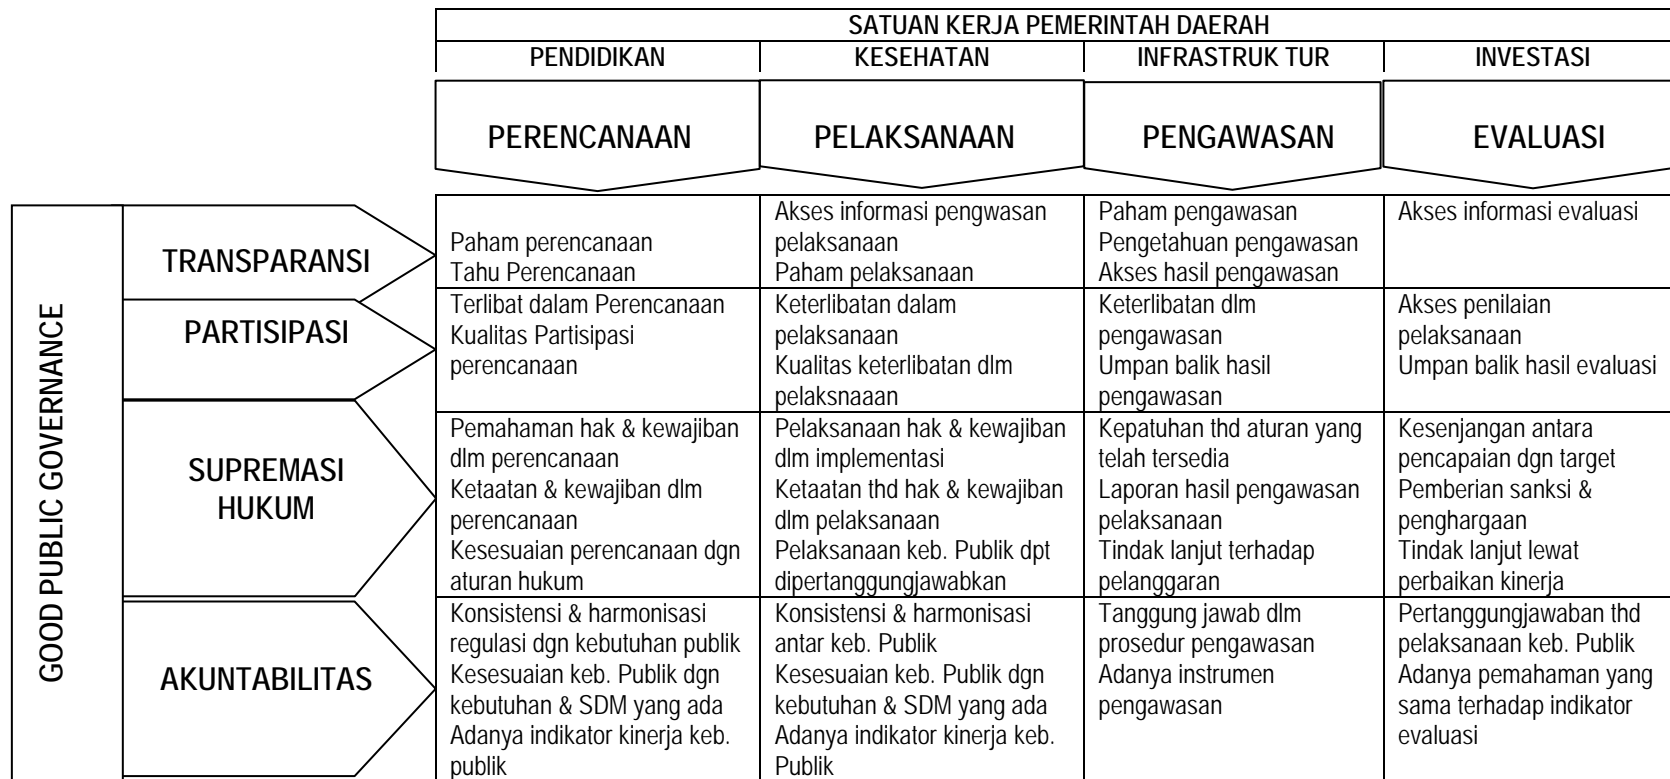 SATUAN KERJA PEMERINTAH DAERAH
PENDIDIKAN
KESEHATAN
INFRASTRUK TUR
INVESTASI
PERENCANAAN
PELAKSANAAN
PENGAWASAN
EVALUASI
GOOD PUBLIC GOVERNANCE
TRANSPARANSI
Paham perencanaan
Tahu Perencanaan
Akses informasi pengwasan
pelaksanaan
Paham pelaksanaan
Paham pengawasan
Pengetahuan pengawasan
Akses hasil pengawasan
Akses informasi evaluasi
PARTISIPASI
Terlibat dalam Perencanaan
Kualitas Partisipasi
perencanaan
Keterlibatan dalam
pelaksanaan
Kualitas keterlibatan dlm
pelaksnaaan
Keterlibatan dlm
pengawasan
Umpan balik hasil
pengawasan
Akses penilaian
pelaksanaan
Umpan balik hasil evaluasi
SUPREMASI
HUKUM
Pemahaman hak & kewajiban
dlm perencanaan
Ketaatan & kewajiban dlm
perencanaan
Kesesuaian perencanaan dgn
aturan hukum
Pelaksanaan hak & kewajiban
dlm implementasi
Ketaatan thd hak & kewajiban
dlm pelaksanaan
Pelaksanaan keb. Publik dpt
dipertanggungjawabkan
Kepatuhan thd aturan yang
telah tersedia
Laporan hasil pengawasan
pelaksanaan
Tindak lanjut terhadap
pelanggaran
Kesenjangan antara
pencapaian dgn target
Pemberian sanksi &
penghargaan
Tindak lanjut lewat
perbaikan kinerja
AKUNTABILITAS
Konsistensi & harmonisasi
regulasi dgn kebutuhan publik
Kesesuaian keb. Publik dgn
kebutuhan & SDM yang ada
Adanya indikator kinerja keb.
publik
Konsistensi & harmonisasi
antar keb. Publik
Kesesuaian keb. Publik dgn
kebutuhan & SDM yang ada
Adanya indikator kinerja keb.
Publik
Tanggung jawab dlm
prosedur pengawasan
Adanya instrumen
pengawasan
Pertanggungjawaban thd
pelaksanaan keb. Publik
Adanya pemahaman yang
sama terhadap indikator
evaluasi